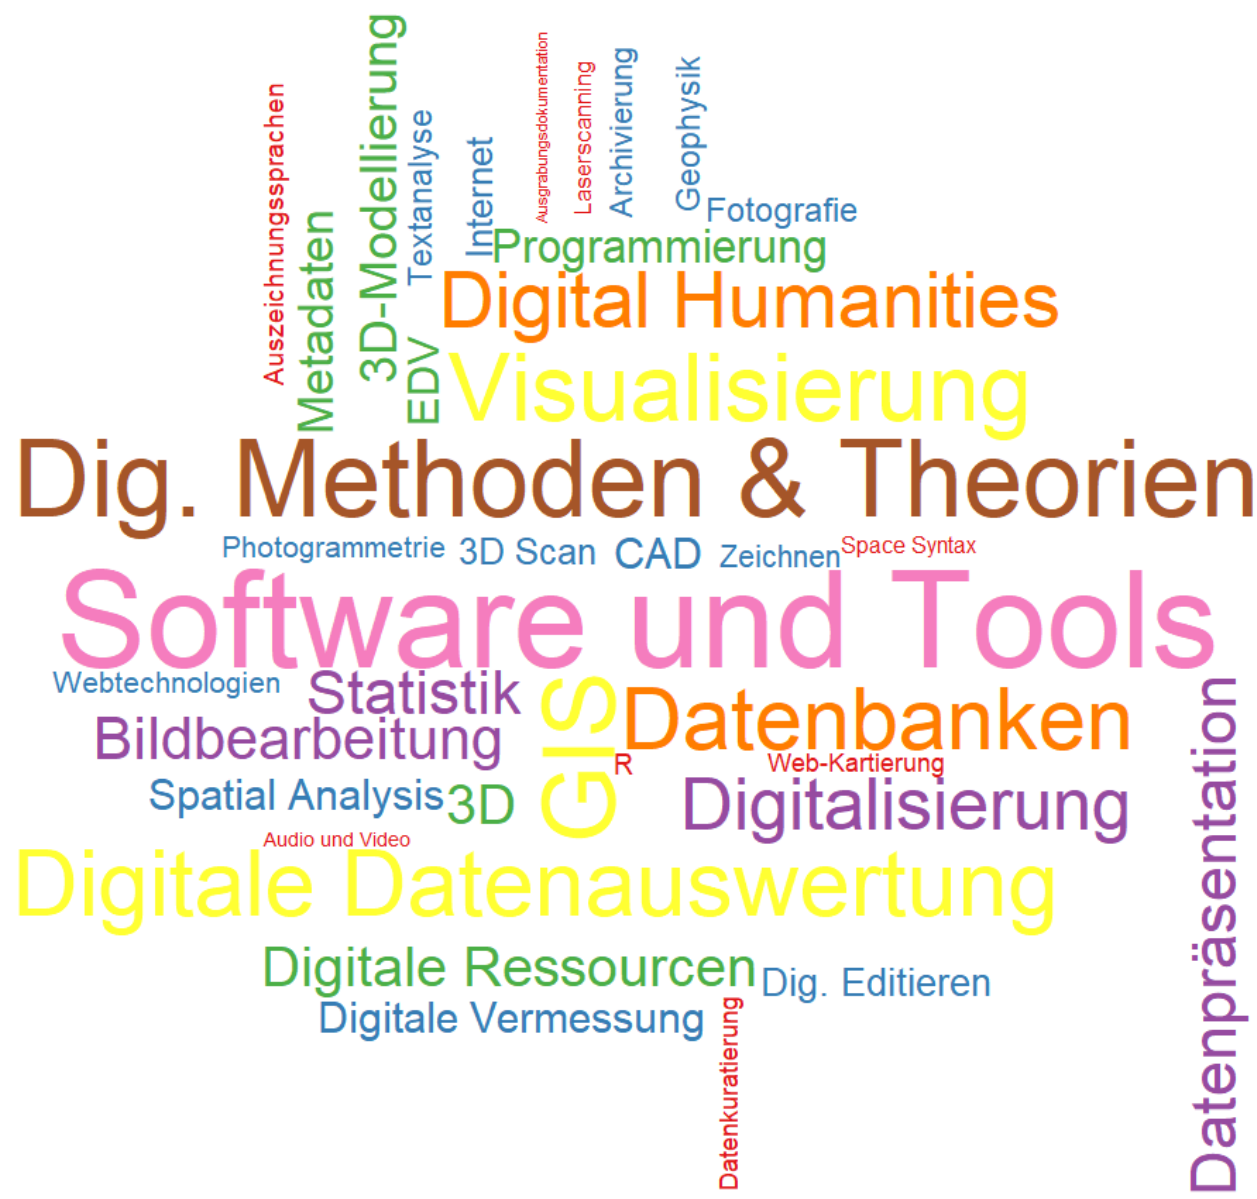 Auszeichnungssprachen
Metadaten
3D-Modellierung
Textanalyse
EDV
Internet
Ausgrabungsdokumentation
Laserscanning
Archivierung
Geophysik
Fotografie
Programmierung
Digital Humanities
Visualisierung
Dig. Methoden & Theorien
Photogrammetrie
3D Scan
CAD
Zeichnen
Space Syntax
Software und Tools
Webtechnologien
Statistik
Bildbearbeitung
GIS
Datenbanken
R
Web-Kartierung
Spatial Analysis
3D
Digitalisierung
Audio und Video
Digitale Datenauswertung
Digitale Ressourcen
Dig. Editieren
Digitale Vermessung
Datenkuratierung
Datenpräsentation